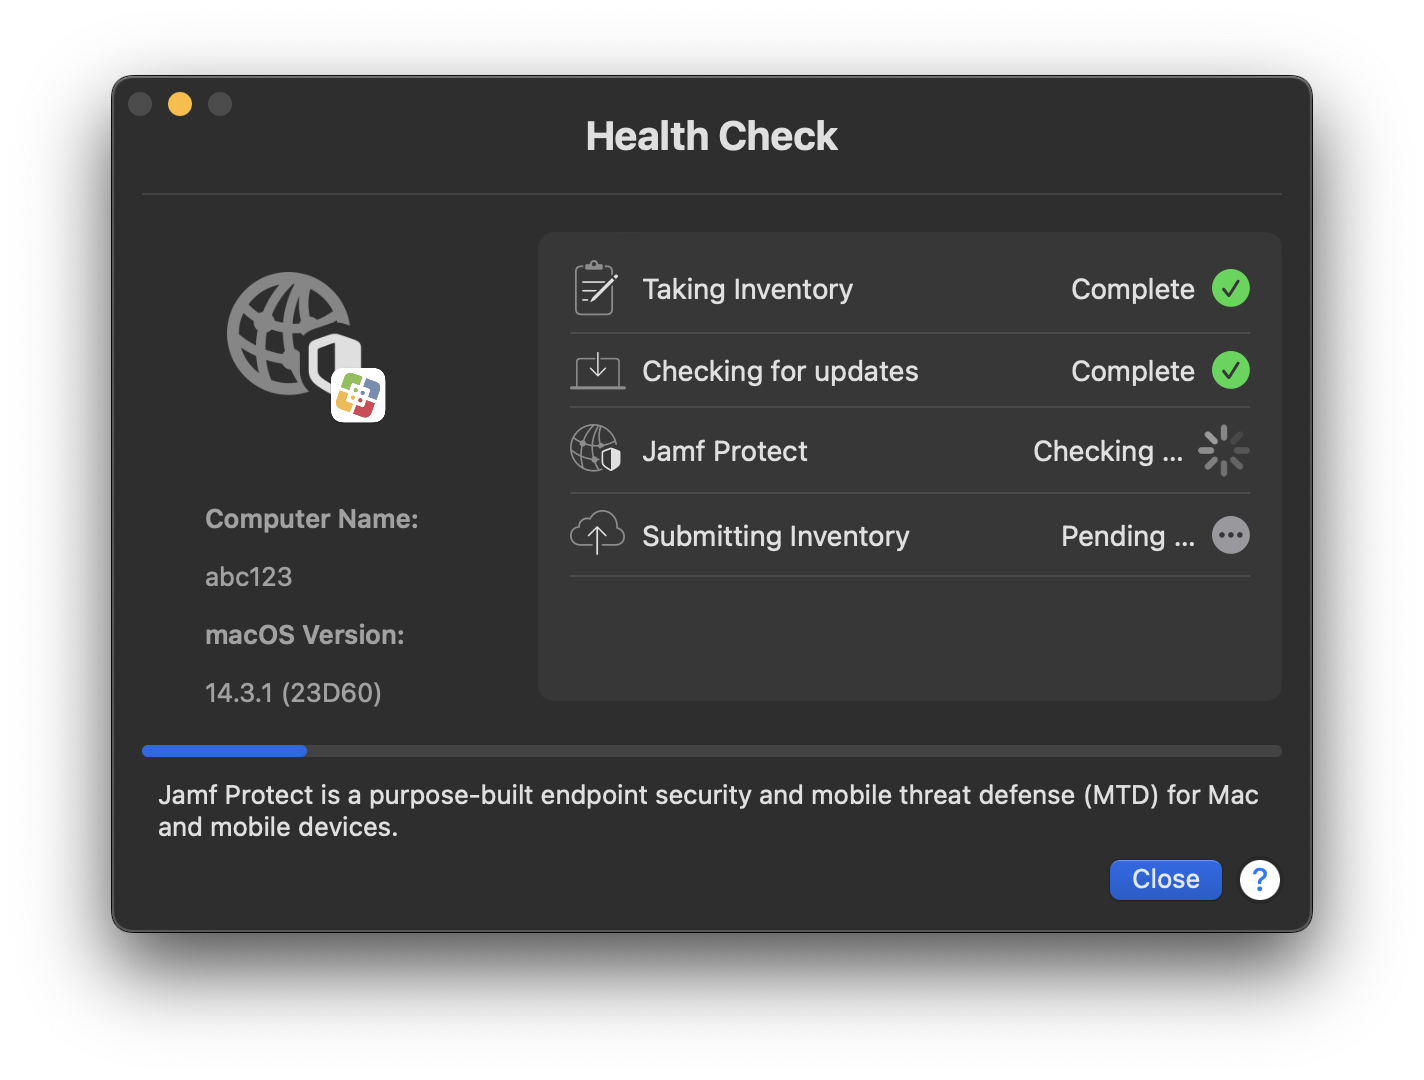 Health Check
Taking Inventory Complete
Checking for updates Complete
Jamf Protect Checking ...
Submitting Inventory Pending ...
Computer Name:
abc123
macOS Version:
14.3.1 (23D60)
Jamf Protect is a purpose-built endpoint security and mobile threat defense (MTD) for Mac
and mobile devices.
Close ?